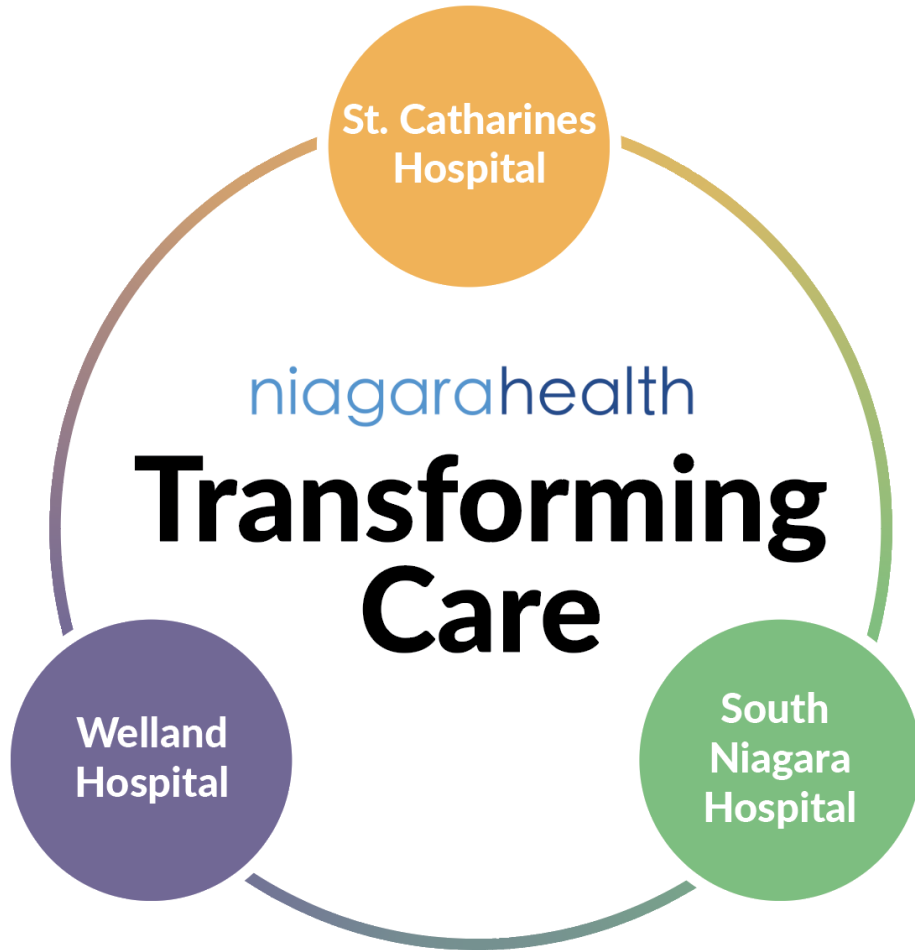 St. Catharines
Hospital
niagarahealth
Transforming
Care
Welland
Hospital
South
Niagara
Hospital